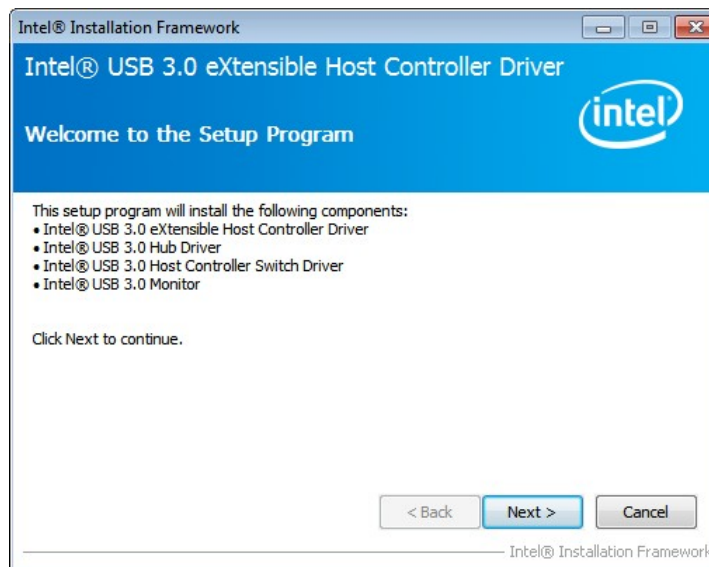 Intel® Installation Framework
Intel® USB 3.0 eXtensible Host Controller Driver
intel
Welcome to the Setup Program
This setup program will install the following components:
• Intel® USB 3.0 eXtensible Host Controller Driver
• Intel® USB 3.0 Hub Driver
• Intel® USB 3.0 Host Controller Switch Driver
• Intel® USB 3.0 Monitor
Click Next to continue.
< Back Next > Cancel
Intel® Installation Framework